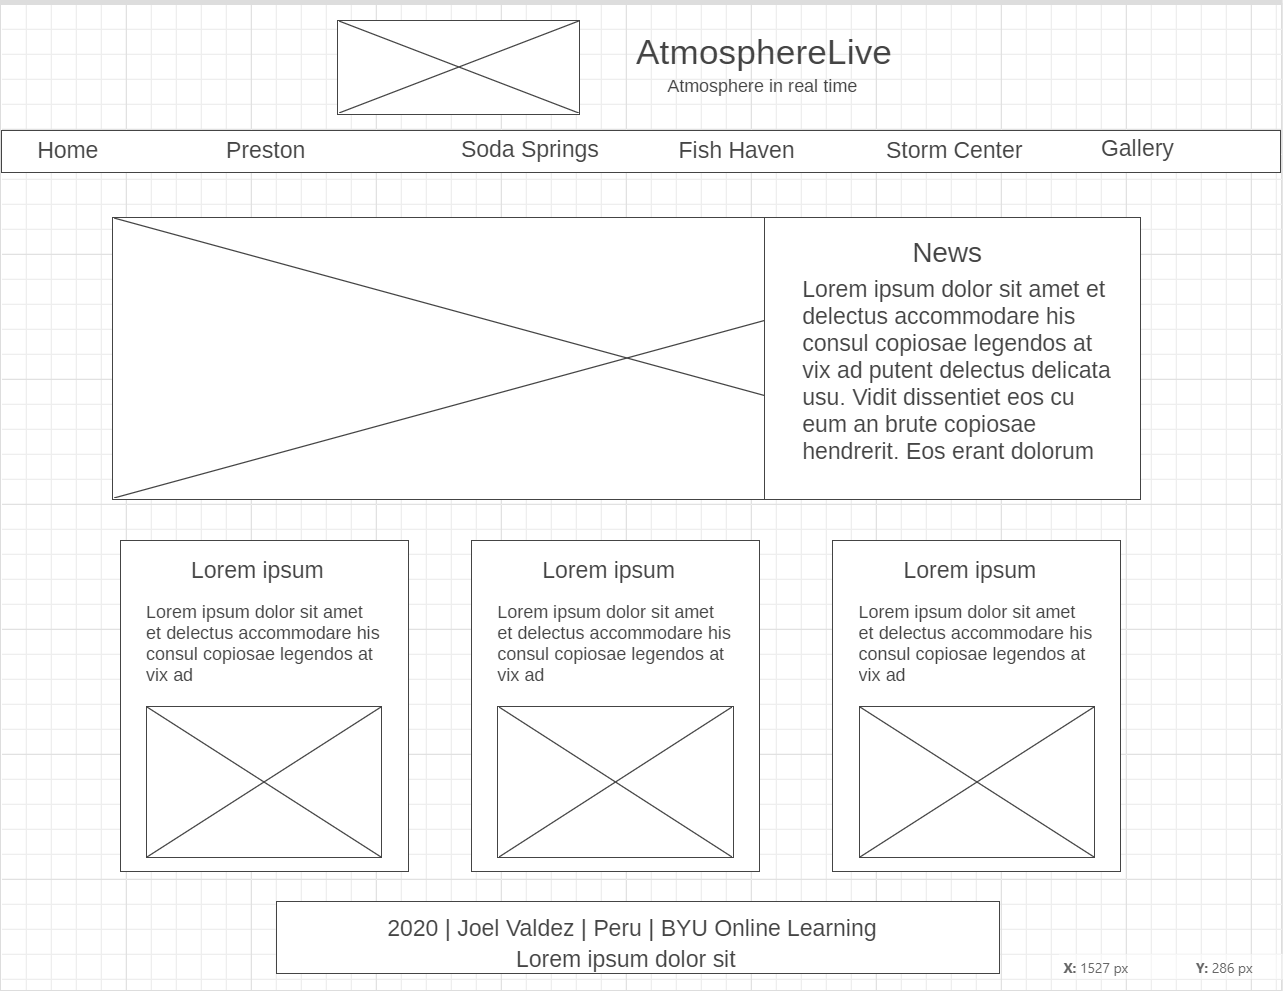 AtmosphereLive
Atmosphere in real time
Home
Preston
Soda Springs
Fish Haven
Storm Center
Gallery
News
Lorem ipsum dolor sit amet et
delectus accommodare his
consul copiosae legendos at
vix ad putent delectus delicata
usu. Vidit dissentiet eos cu
eum an brute copiosae
hendrerit. Eos erant dolorum
Lorem ipsum
Lorem ipsum dolor sit amet
et delectus accommodare his
consul copiosae legendos at
vix ad
Lorem ipsum
Lorem ipsum dolor sit amet
et delectus accommodare his
consul copiosae legendos at
vix ad
Lorem ipsum
Lorem ipsum dolor sit amet
et delectus accommodare his
consul copiosae legendos at
vix ad
2020 | Joel Valdez | Peru | BYU Online Learning
Lorem ipsum dolor sit
X: 1527 px
Y: 286 px